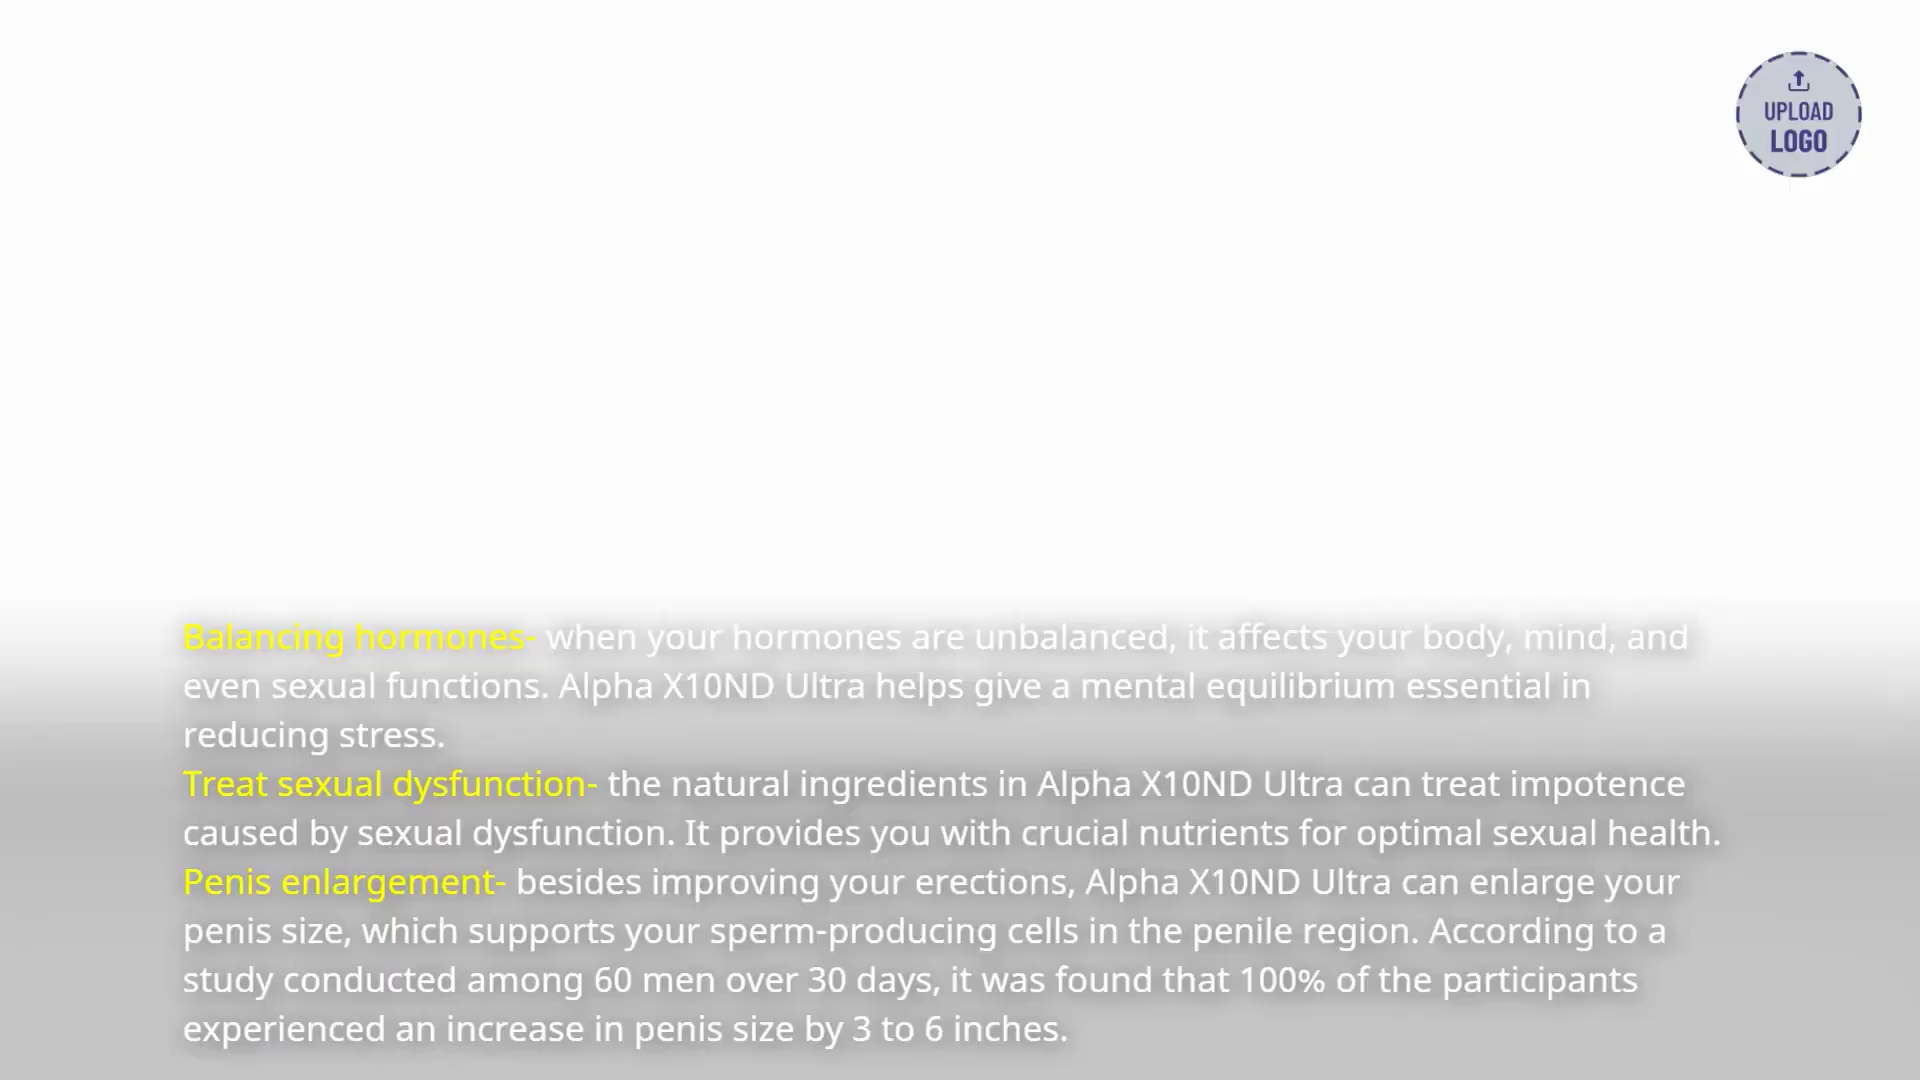 UPLOAD
LOGO
Balancing hormones- when your hormones are unbalanced, it affects your body, mind, and
even sexual functions. Alpha X10ND Ultra helps give a mental equilibrium essential in
reducing stress.
Treat sexual dysfunction- the natural ingredients in Alpha X10ND Ultra can treat impotence
caused by sexual dysfunction. It provides you with crucial nutrients for optimal sexual health.
Penis enlargement- besides improving your erections, Alpha X10ND Ultra can enlarge your
penis size, which supports your sperm-producing cells in the penile region. According to a
study conducted among 60 men over 30 days, it was found that 100% of the participants
experienced an increase in penis size by 3 to 6 inches.